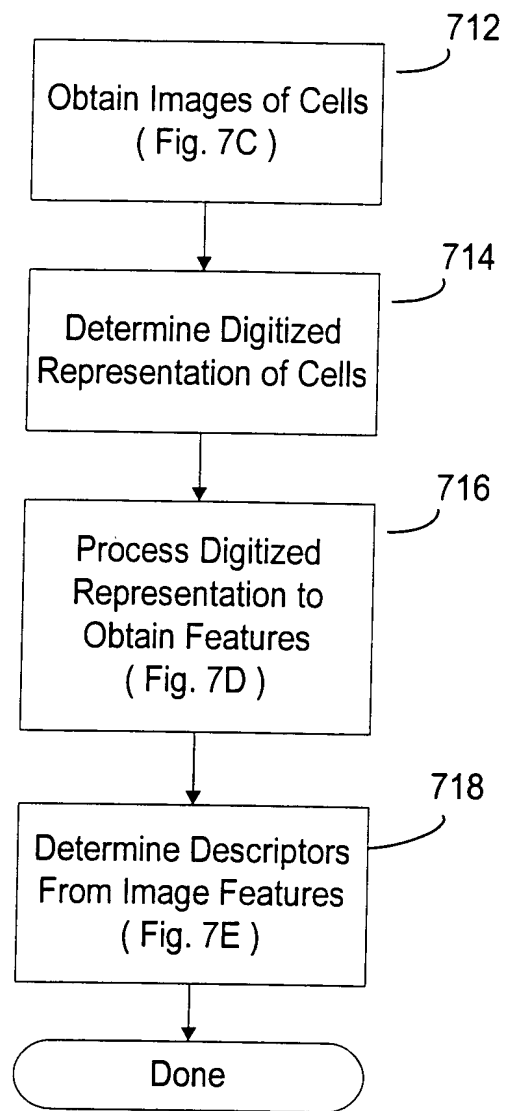 712
Obtain Images of Cells
( Fig. 7C )
714
Determine Digitized
Representation of Cells
716
Process Digitized
Representation to
Obtain Features
( Fig. 7D )
718
Determine Descriptors
From Image Features
( Fig. 7E )
Done